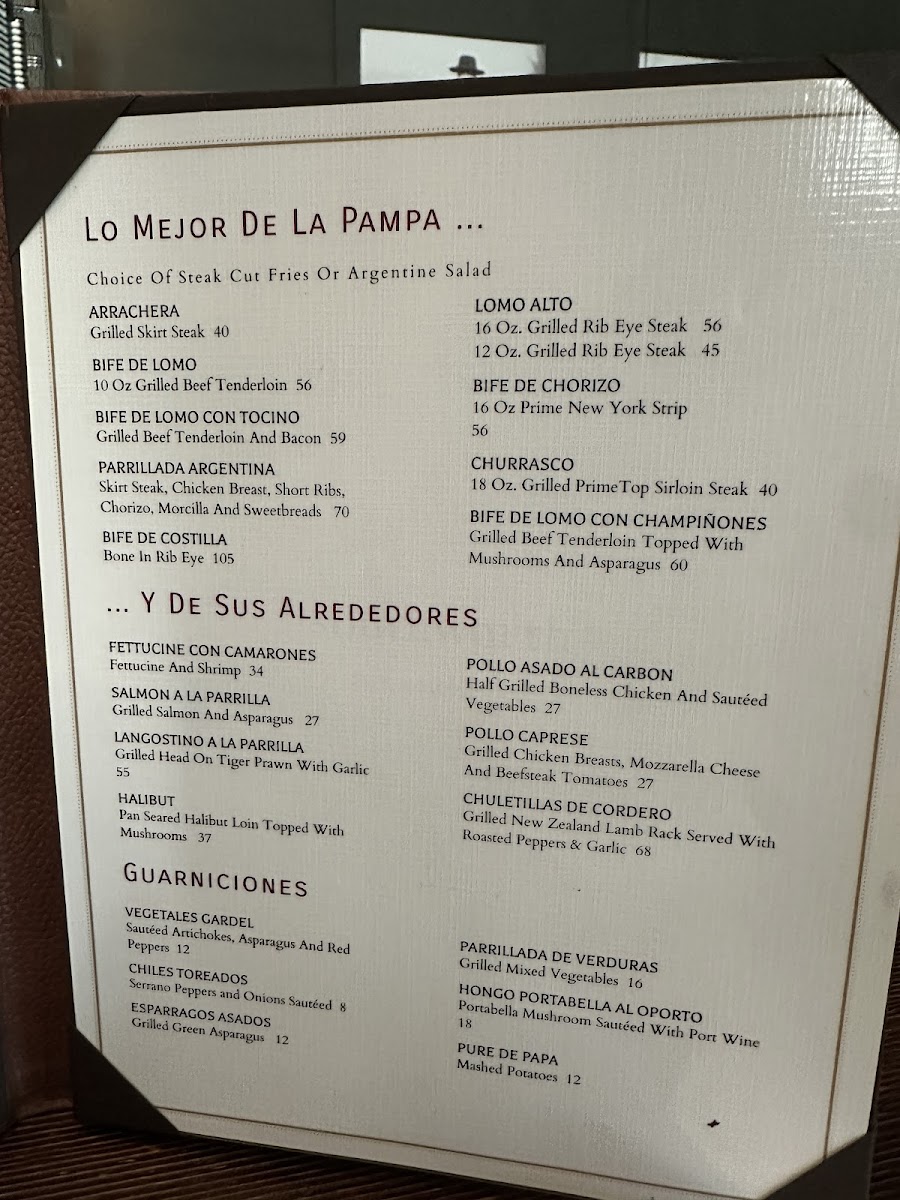 Lo Mejor De La Pampa ...
Choice Of Steak Cut Fries Or Argentine Salad
ARRACHERA
Grilled Skirt Steak 40
BIFE DE LOMO
10 Oz Grilled Beef Tenderloin 56
BIFE DE LOMO CON TOCINO
Grilled Beef Tenderloin And Bacon 59
PARRILLADA ARGENTINA
Skirt Steak, Chicken Breast, Short Ribs,
Chorizo, Morcilla And Sweetbreads 70
BIFE DE COSTILLA
Bone In Rib Eye 105
LOMO ALTO
16 Oz. Grilled Rib Eye Steak 56
12 Oz. Grilled Rib Eye Steak 45
BIFE DE CHORIZO
16 Oz Prime New York Strip
56
CHURRASCO
18 Oz. Grilled Prime Top Sirloin Steak 40
BIFE DE LOMO CON CHAMPIÑONES
Grilled Beef Tenderloin Topped With
Mushrooms And Asparagus 60
... Y De Sus Alrededores
FETTUCINE CON CAMARONES
Fettucine And Shrimp 34
SALMON A LA PARRILLA
Grilled Salmon And Asparagus 27
LANGOSTINO A LA PARRILLA
Grilled Head On Tiger Prawn With Garlic
55
HALIBUT
Pan Seared Halibut Loin Topped With
Mushrooms 37
POLLO ASADO AL CARBON
Half Grilled Boneless Chicken And Sautéed
Vegetables 27
POLLO CAPRESE
Grilled Chicken Breasts, Mozzarella Cheese
And Beefsteak Tomatoes 27
CHULETILLAS DE CORDERO
Grilled New Zealand Lamb Rack Served With
Roasted Peppers & Garlic 68
Guarniciones
VEGETALES GARDEL
Sautéed Artichokes, Asparagus And Red
Peppers 12
CHILES TOREADOS
Serrano Peppers and Onions Sautéed 8
ESPARRAGOS ASADOS
Grilled Green Asparagus 12
PARRILLADA DE VERDURAS
Grilled Mixed Vegetables 16
HONGO PORTABELLA AL OPORTO
Portabella Mushroom Sautéed With Port Wine
18
PURE DE PAPA
Mashed Potatoes 12